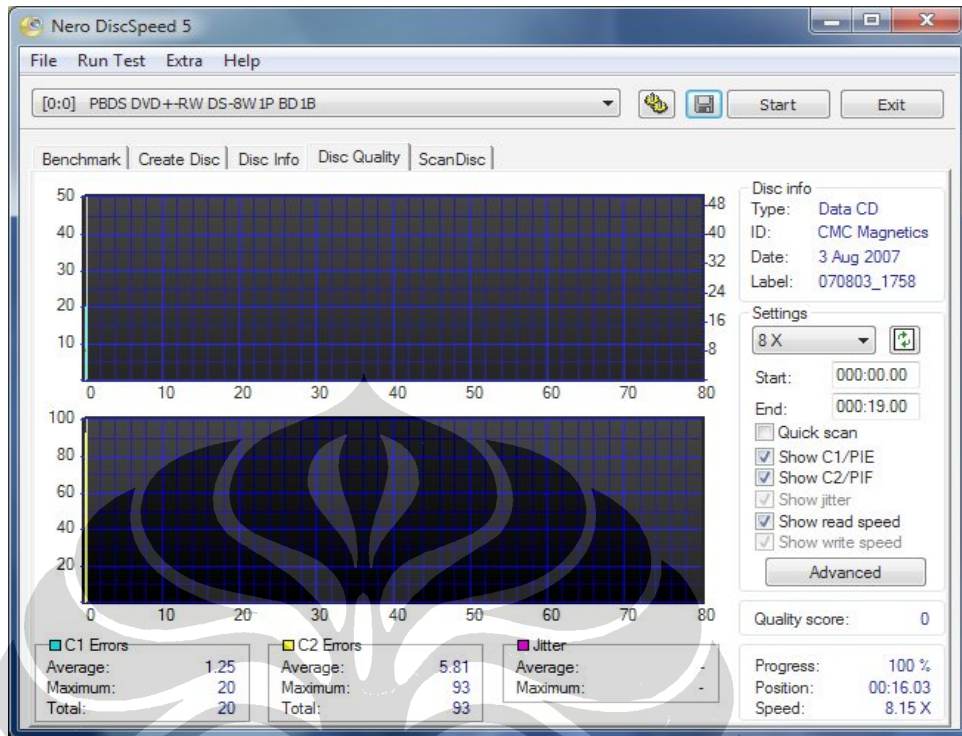 Nero DiscSpeed 5
File Run Test Extra Help
[0:0] PBDS DVD+-RW DS-8W1P BD1B
Start Exit
Benchmark Create Disc Disc Info Disc Quality ScanDisc
50 40 30 20 10
48 40 32 24 16 8
0 10 20 30 40 50 60 70 80
100 80 60 40 20
0 10 20 30 40 50 60 70 80
C1 Errors
Average: 1.25
Maximum: 20
Total: 20
C2 Errors
Average: 5.81
Maximum: 93
Total: 93
Jitter
Average: -
Maximum: -
Disc info
Type: Data CD
ID: CMC Magnetics
Date: 3 Aug 2007
Label: 070803_1758
Settings
8 X
Start: 000:00.00
End: 000:19.00
Quick scan
Show C1/PIE
Show C2/PIF
Show jitter
Show read speed
Show write speed
Advanced
Quality score: 0
Progress: 100 %
Position: 00:16.03
Speed: 8.15 X